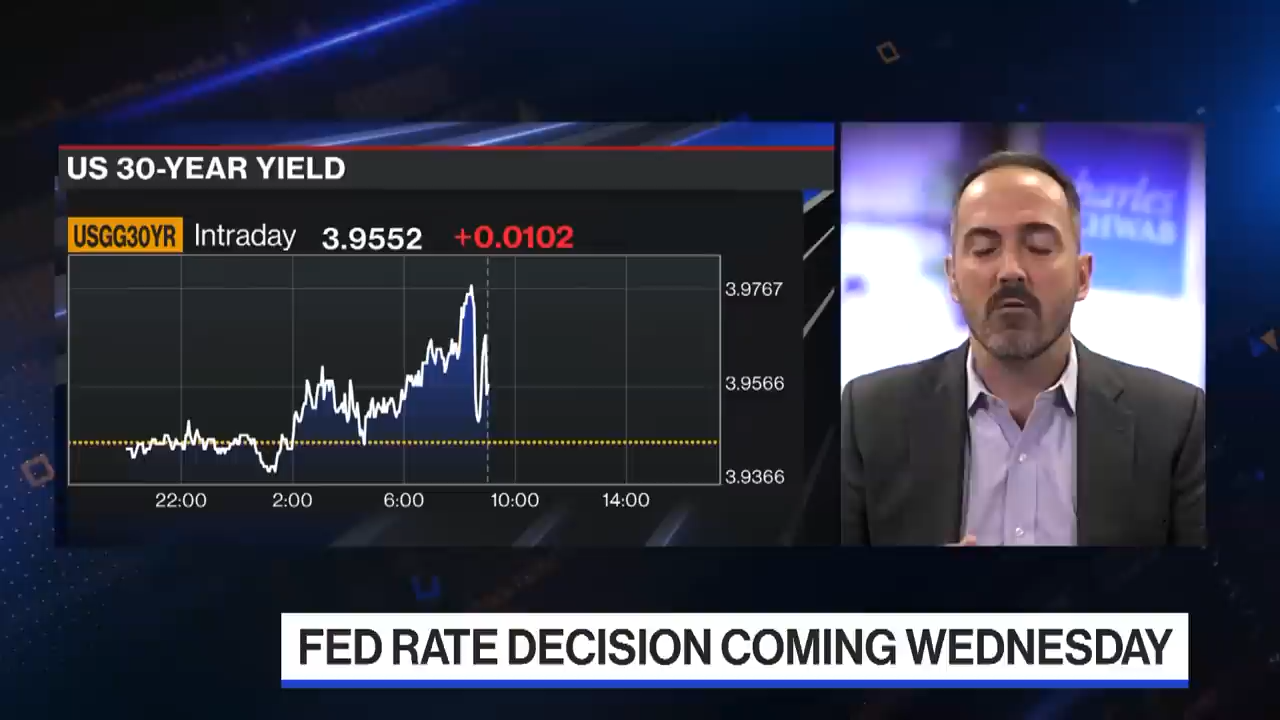 US 30-YEAR YIELD
USGG30YR Intraday 3.9552 +0.0102
3.9767
3.9566
3.9366
22:00 2:00 6:00 10:00 14:00
FED RATE DECISION COMING WEDNESDAY